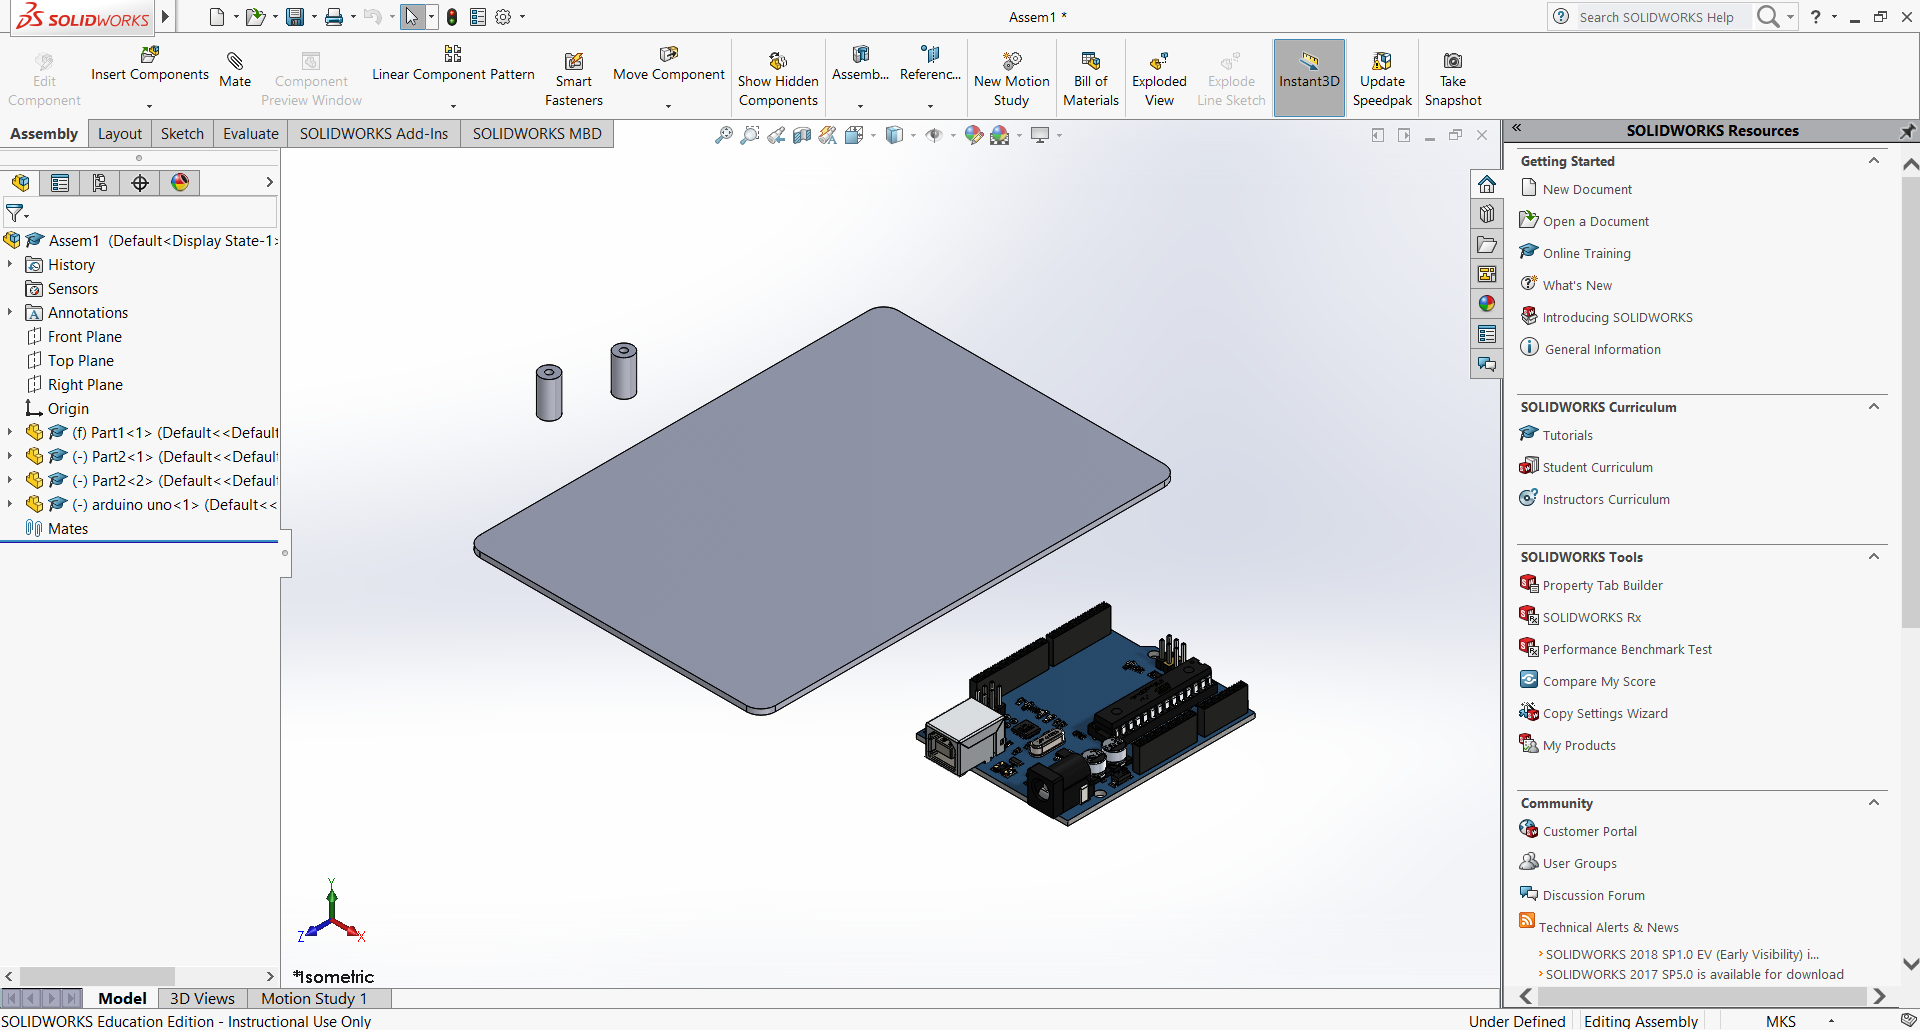 SOLIDWORKS
Assem1 *
Search SOLIDWORKS Help
Edit Component
Insert Components
Mate
Component Preview Window
Linear Component Pattern
Smart Fasteners
Move Component
Show Hidden Components
Assemb...
Referenc...
New Motion Study
Bill of Materials
Exploded View
Explode Line Sketch
Instant3D
Update Speedpak
Take Snapshot
Assembly
Layout
Sketch
Evaluate
SOLIDWORKS Add-Ins
SOLIDWORKS MBD
Assem1 (Default<Display State-1>
History
Sensors
Annotations
Front Plane
Top Plane
Right Plane
Origin
(f) Part1<1> (Default<<Default
(-) Part2<1> (Default<<Default
(-) Part2<2> (Default<<Default
(-) arduino uno<1> (Default<<
Mates
Y
Z
X
*Isometric
SOLIDWORKS Resources
Getting Started
New Document
Open a Document
Online Training
What's New
Introducing SOLIDWORKS
General Information
SOLIDWORKS Curriculum
Tutorials
Student Curriculum
Instructors Curriculum
SOLIDWORKS Tools
Property Tab Builder
SOLIDWORKS Rx
Performance Benchmark Test
Compare My Score
Copy Settings Wizard
My Products
Community
Customer Portal
User Groups
Discussion Forum
Technical Alerts & News
SOLIDWORKS 2018 SP1.0 EV (Early Visibility) i...
SOLIDWORKS 2017 SP5.0 is available for download
Model
3D Views
Motion Study 1
SOLIDWORKS Education Edition - Instructional Use Only
Under Defined
Editing Assembly
MKS